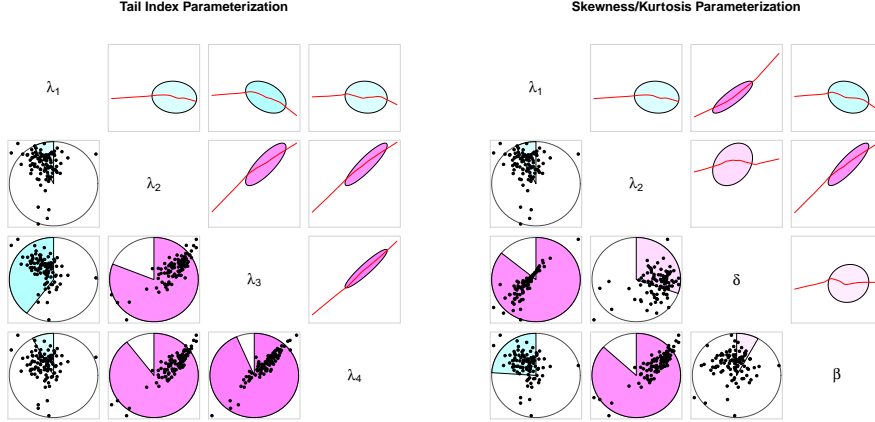 Tail Index Parameterization
Skewness/Kurtosis Parameterization
λ1
λ1
λ2
λ2
λ3
δ
λ4
β